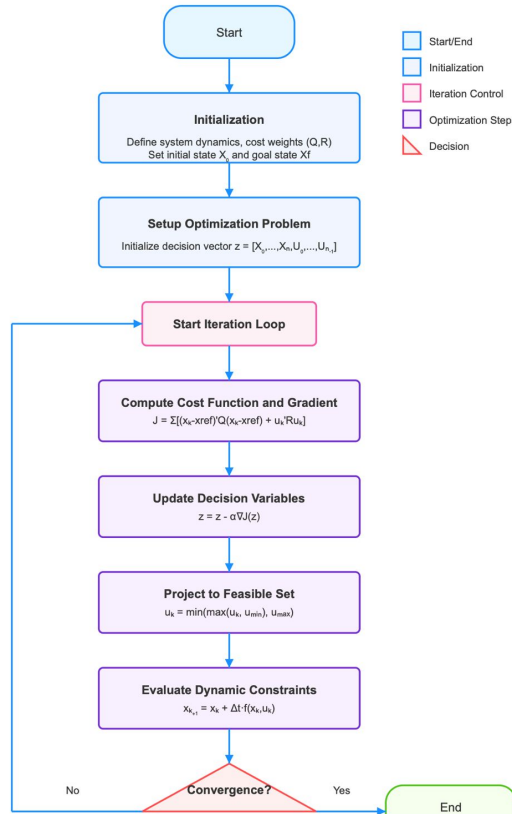 Start
Start/End
Initialization
Iteration Control
Optimization Step
Decision
Initialization
Define system dynamics, cost weights (Q,R)
Set initial state X₀ and goal state Xf
Setup Optimization Problem
Initialize decision vector z = [X₀,...,Xₙ,U₀,...,Uₙ₋₁]
Start Iteration Loop
Compute Cost Function and Gradient
J = Σ[(xₖ-xref)'Q(xₖ-xref) + uₖ'Ruₖ]
Update Decision Variables
z = z - α∇J(z)
Project to Feasible Set
uₖ = min(max(uₖ, uₘᵢₙ), uₘₐₓ)
Evaluate Dynamic Constraints
xₖ₊₁ = xₖ + Δt·f(xₖ,uₖ)
No
Convergence?
Yes
End